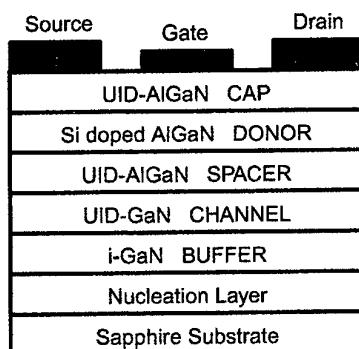 Source Gate Drain
UID-AlGaN CAP
Si doped AlGaN DONOR
UID-AlGaN SPACER
UID-GaN CHANNEL
i-GaN BUFFER
Nucleation Layer
Sapphire Substrate